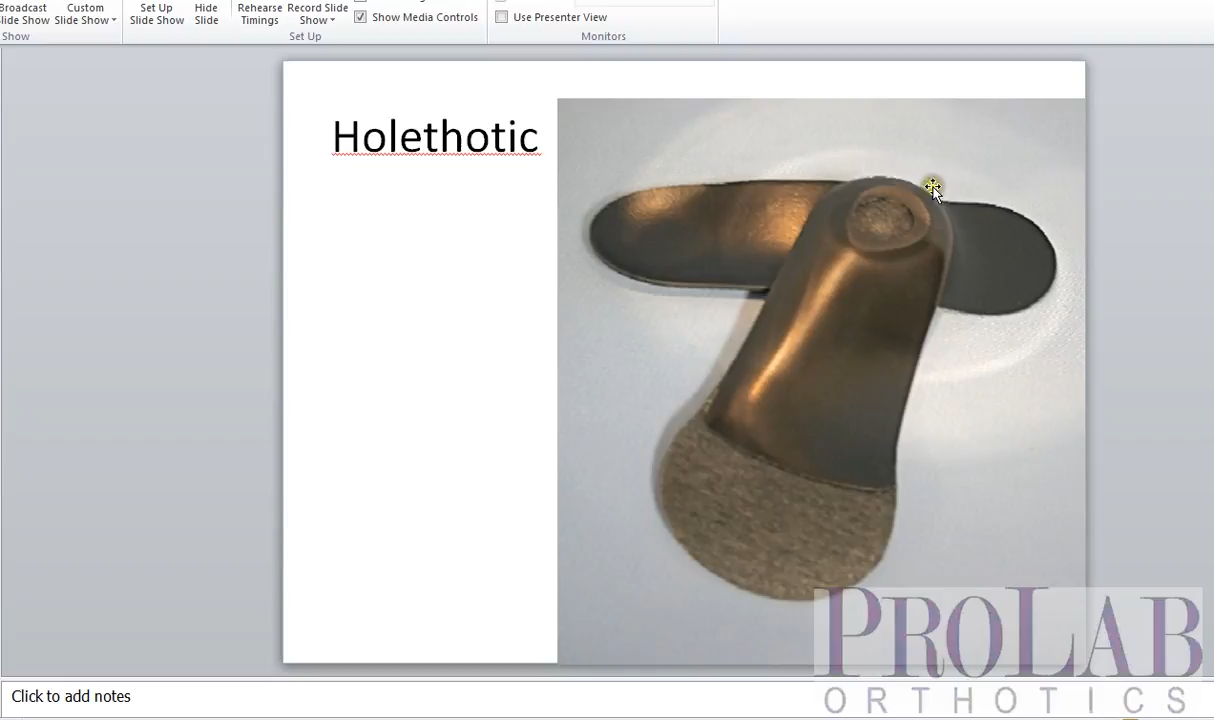 Broadcast
Slide Show
Custom
Slide Show
Set Up
Slide Show
Hide
Slide
Rehearse
Timings
Record Slide
Show
Show Media Controls
Use Presenter View
Show
Set Up
Monitors
Holethotic
PROLAB
ORTHOTICS
Click to add notes